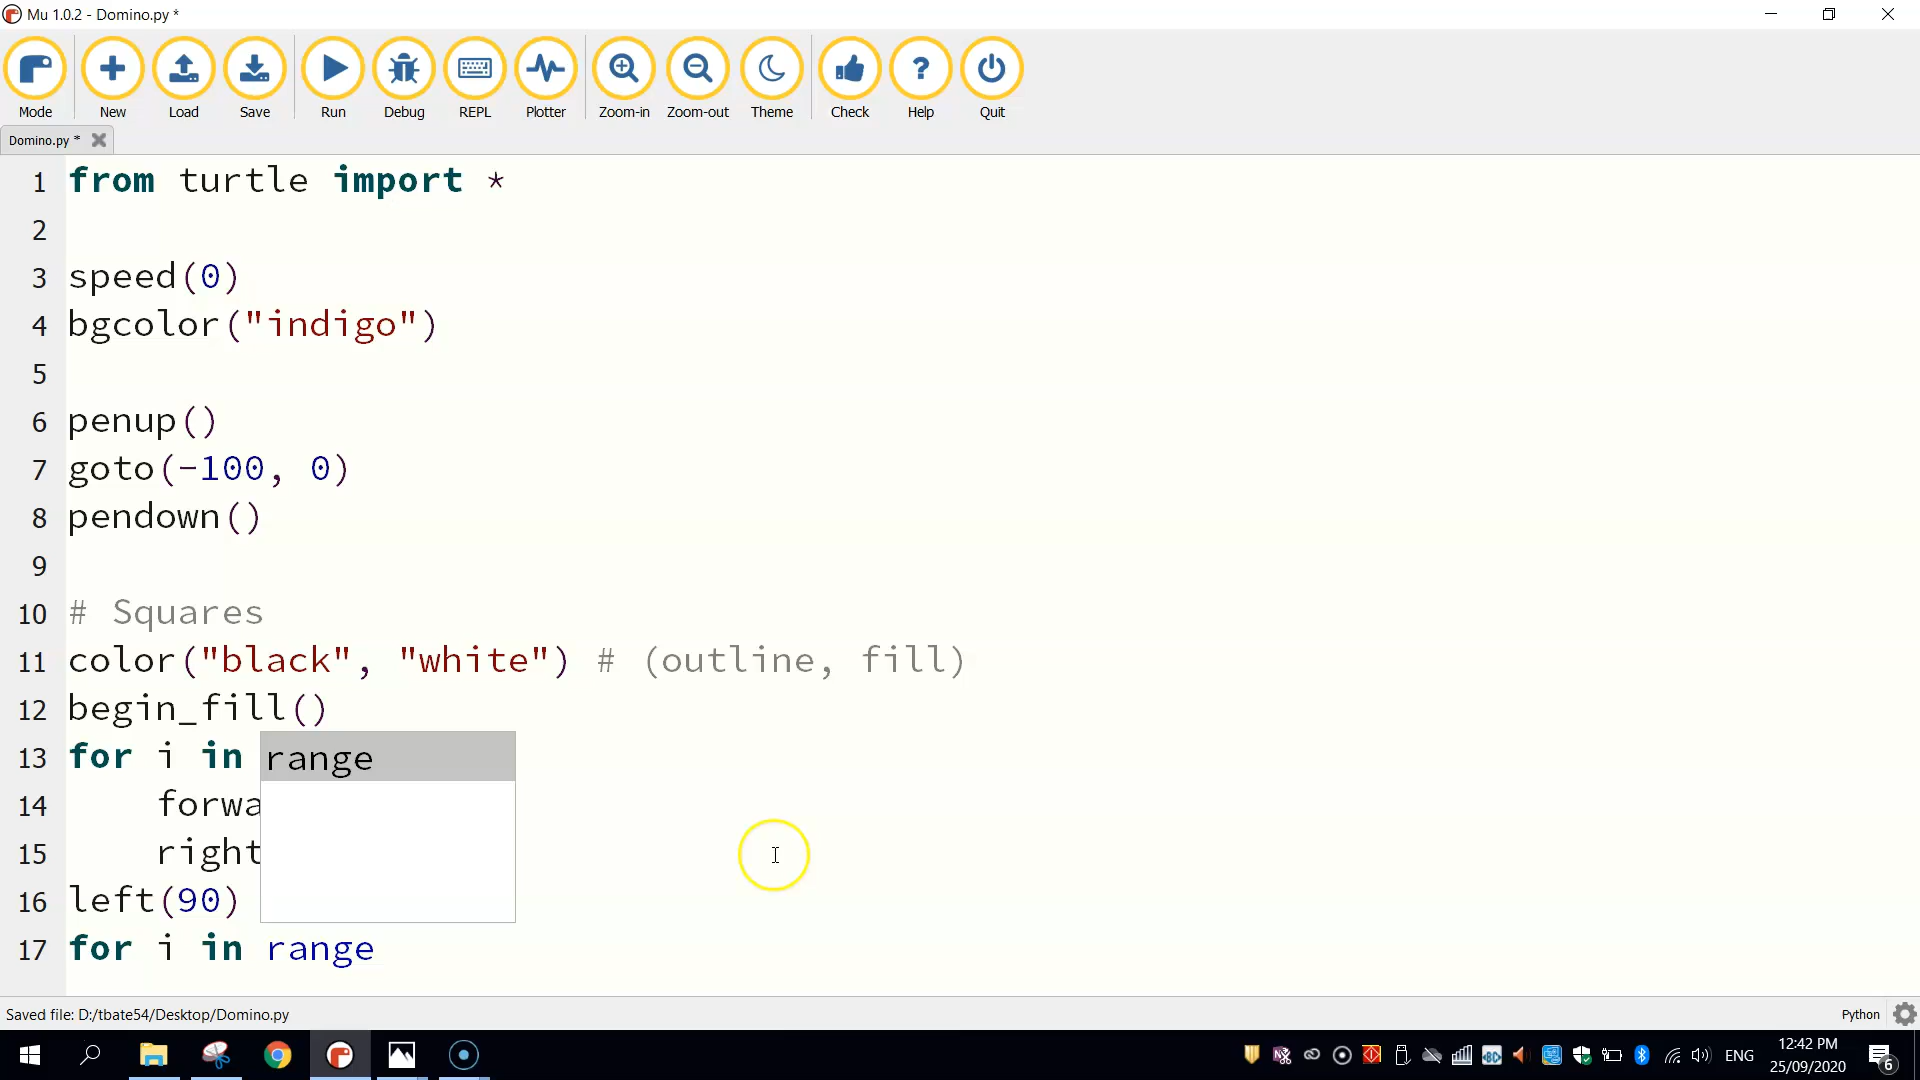 Mu 1.0.2 - Domino.py *
Mode New Load Save Run Debug REPL Plotter Zoom-in Zoom-out Theme Check Help Quit
Domino.py *
1 from turtle import *
2
3 speed(0)
4 bgcolor("indigo")
5
6 penup()
7 goto(-100, 0)
8 pendown()
9
10 # Squares
11 color("black", "white") # (outline, fill)
12 begin_fill()
13 for i in range
14 forwa
15 right
16 left(90)
17 for i in range
Saved file: D:/tbate54/Desktop/Domino.py
Python
ENG
12:42 PM
25/09/2020
6